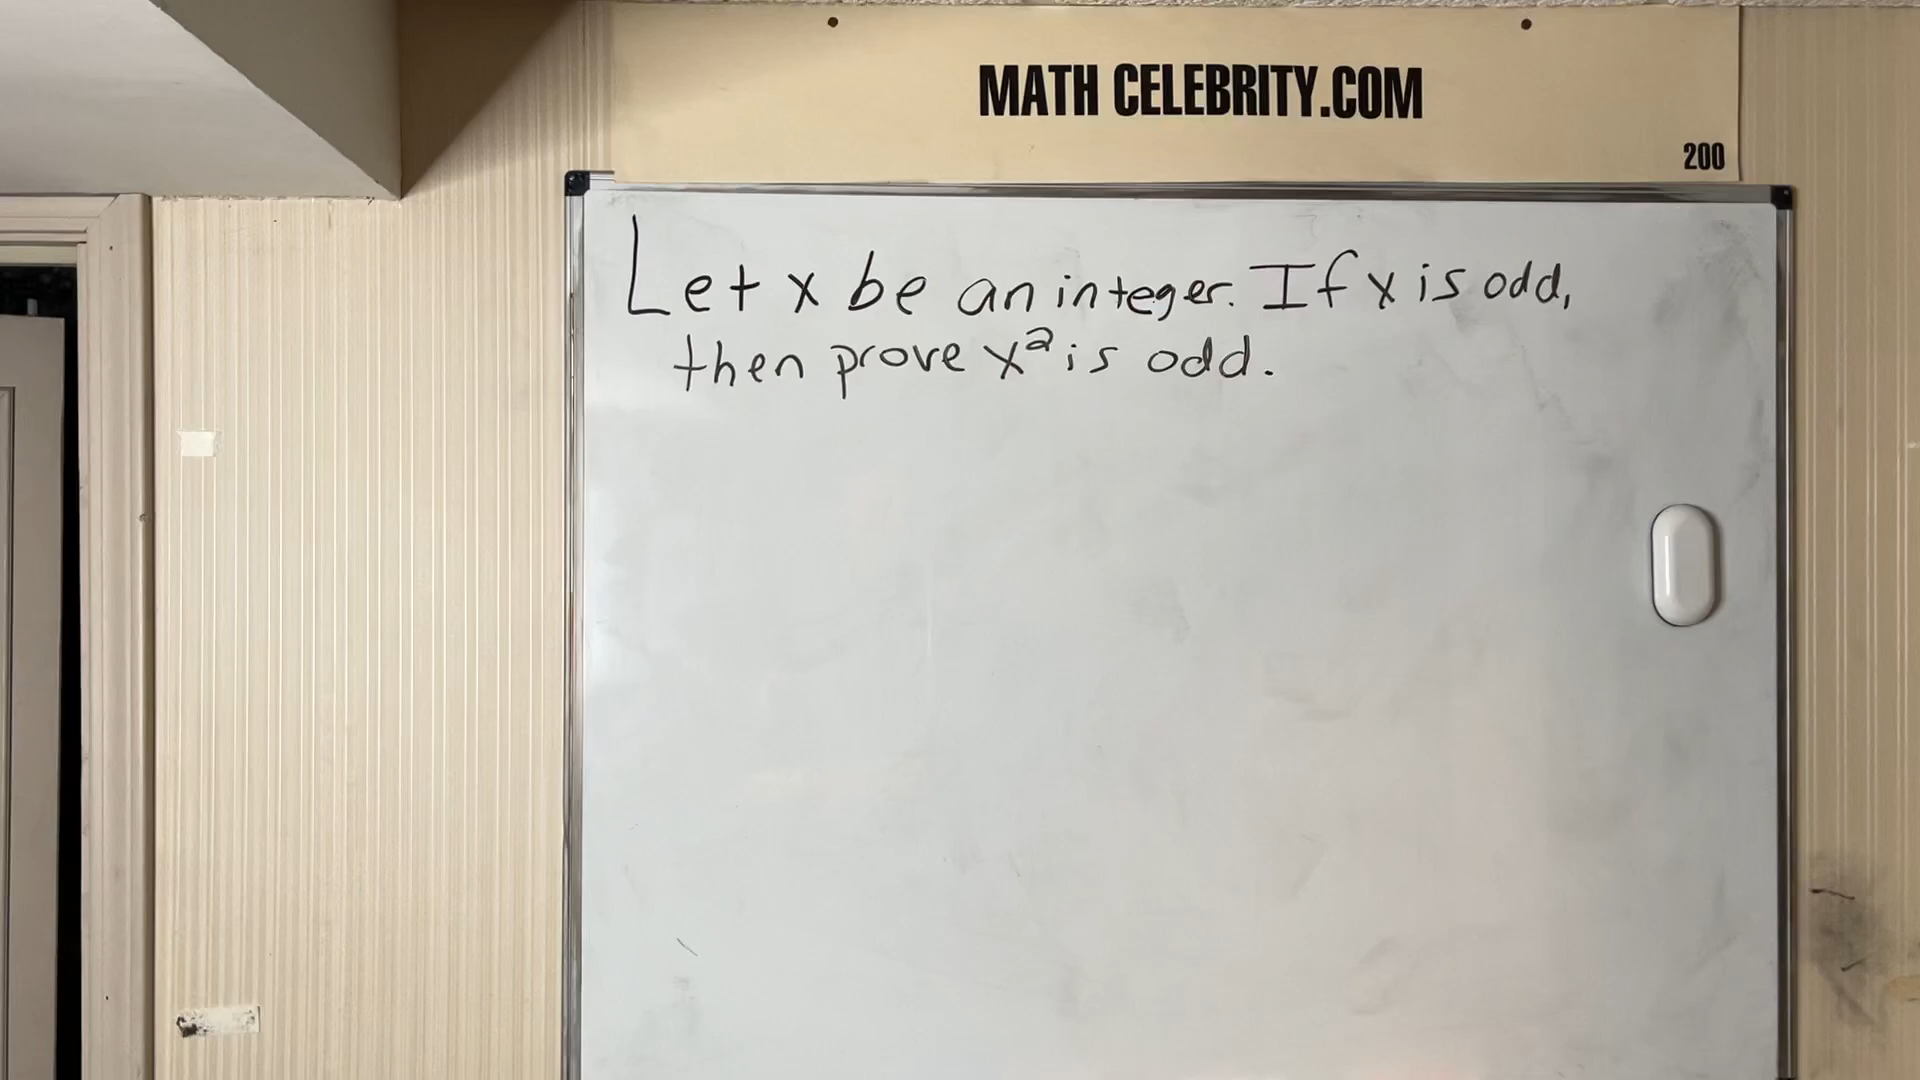 MATH CELEBRITY.COM
200
Let x be an integer. If x is odd,
then prove x² is odd.